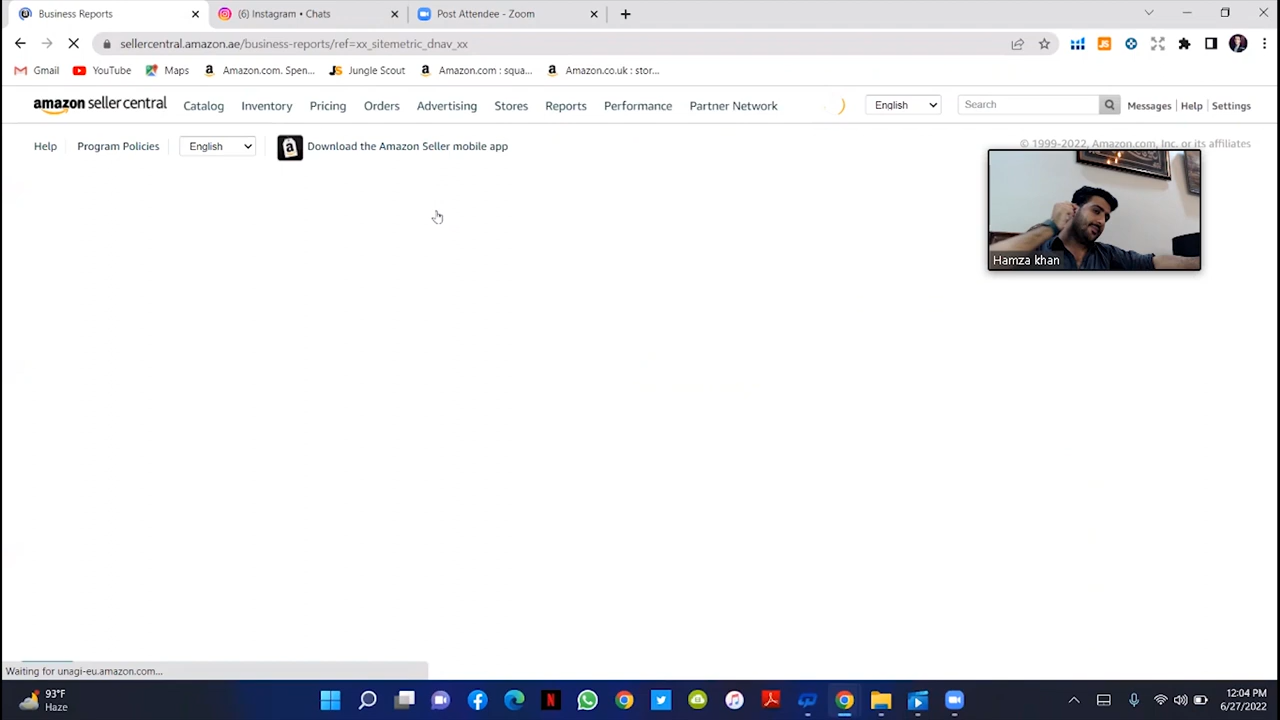 Business Reports
(6) Instagram • Chats
Post Attendee - Zoom
sellercentral.amazon.ae/business-reports/ref=xx_sitemetric_dnav_xx
Gmail
YouTube
Maps
Amazon.com. Spen...
Jungle Scout
Amazon.com : squa...
Amazon.co.uk : stor...
amazon seller central
Catalog
Inventory
Pricing
Orders
Advertising
Stores
Reports
Performance
Partner Network
English
Search
Messages | Help | Settings
Help
Program Policies
English
Download the Amazon Seller mobile app
© 1999-2022, Amazon.com, Inc. or its affiliates
Hamza khan
Waiting for unagi-eu.amazon.com...
93°F
Haze
12:04 PM
6/27/2022